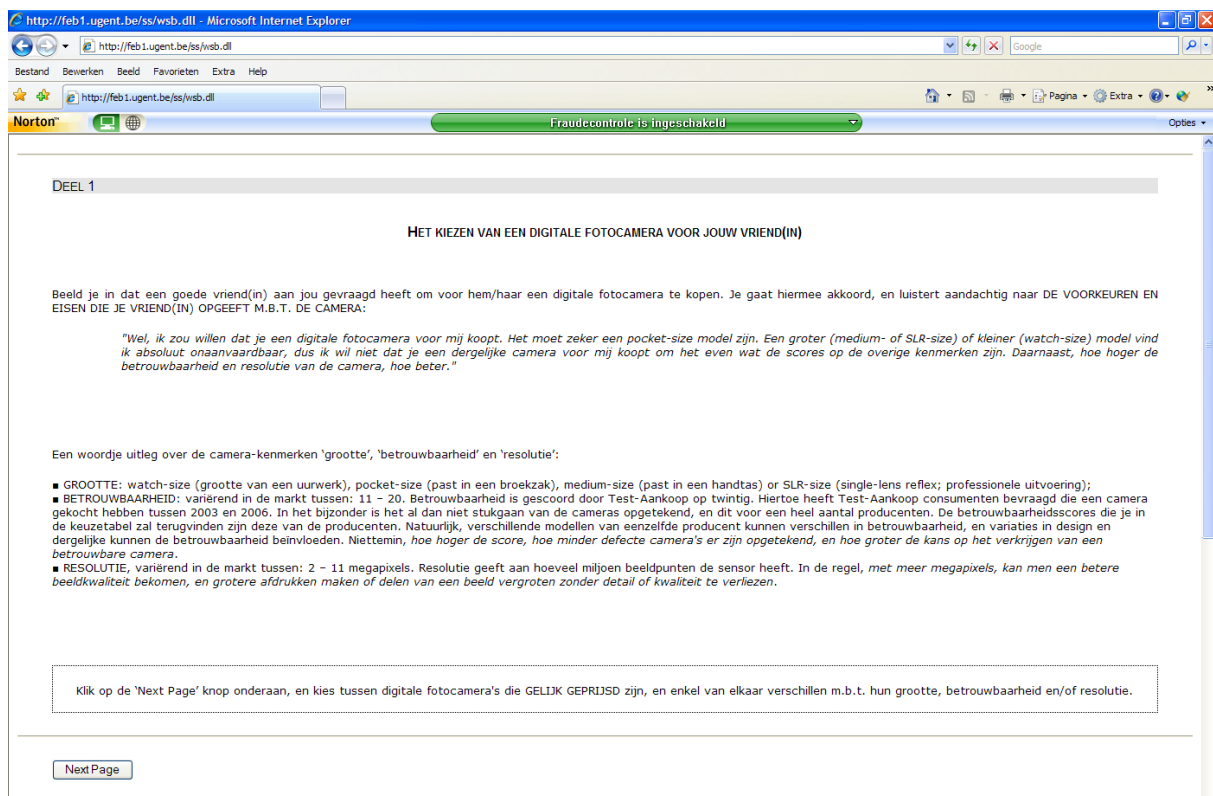 http://feb1.ugent.be/ss/wsb.dll - Microsoft Internet Explorer
http://feb1.ugent.be/ss/wsb.dll
Google
Bestand Bewerken Beeld Favorieten Extra Help
http://feb1.ugent.be/ss/wsb.dll
Pagina Extra
Norton™ Fraudecontrole is ingeschakeld Opties
DEEL 1
HET KIEZEN VAN EEN DIGITALE FOTOCAMERA VOOR JOUW VRIEND(IN)
Beeld je in dat een goede vriend(in) aan jou gevraagd heeft om voor hem/haar een digitale fotocamera te kopen. Je gaat hiermee akkoord, en luistert aandachtig naar DE VOORKEUREN EN
EISEN DIE JE VRIEND(IN) OPGEEFT M.B.T. DE CAMERA:
"Wel, ik zou willen dat je een digitale fotocamera voor mij koopt. Het moet zeker een pocket-size model zijn. Een groter (medium- of SLR-size) of kleiner (watch-size) model vind
ik absoluut onaanvaardbaar, dus ik wil niet dat je een dergelijke camera voor mij koopt om het even wat de scores op de overige kenmerken zijn. Daarnaast, hoe hoger de
betrouwbaarheid en resolutie van de camera, hoe beter."
Een woordje uitleg over de camera-kenmerken 'grootte', 'betrouwbaarheid' en 'resolutie':
■ GROOTTE: watch-size (grootte van een uurwerk), pocket-size (past in een broekzak), medium-size (past in een handtas) or SLR-size (single-lens reflex; professionele uitvoering);
■ BETROUWBAARHEID: variërend in de markt tussen: 11 – 20. Betrouwbaarheid is gescoord door Test-Aankoop op twintig. Hiertoe heeft Test-Aankoop consumenten bevraagd die een camera
gekocht hebben tussen 2003 en 2006. In het bijzonder is het al dan niet stukgaan van de cameras opgetekend, en dit voor een heel aantal producenten. De betrouwbaarheidsscores die je in
de keuzetabel zal terugvinden zijn deze van de producenten. Natuurlijk, verschillende modellen van eenzelfde producent kunnen verschillen in betrouwbaarheid, en variaties in design en
dergelijke kunnen de betrouwbaarheid beïnvloeden. Niettemin, hoe hoger de score, hoe minder defecte camera's er zijn opgetekend, en hoe groter de kans op het verkrijgen van een
betrouwbare camera.
■ RESOLUTIE, variërend in de markt tussen: 2 – 11 megapixels. Resolutie geeft aan hoeveel miljoen beeldpunten de sensor heeft. In de regel, met meer megapixels, kan men een betere
beeldkwaliteit bekomen, en grotere afdrukken maken of delen van een beeld vergroten zonder detail of kwaliteit te verliezen.
Klik op de 'Next Page' knop onderaan, en kies tussen digitale fotocamera's die GELIJK GEPRIJSD zijn, en enkel van elkaar verschillen m.b.t. hun grootte, betrouwbaarheid en/of resolutie.
Next Page